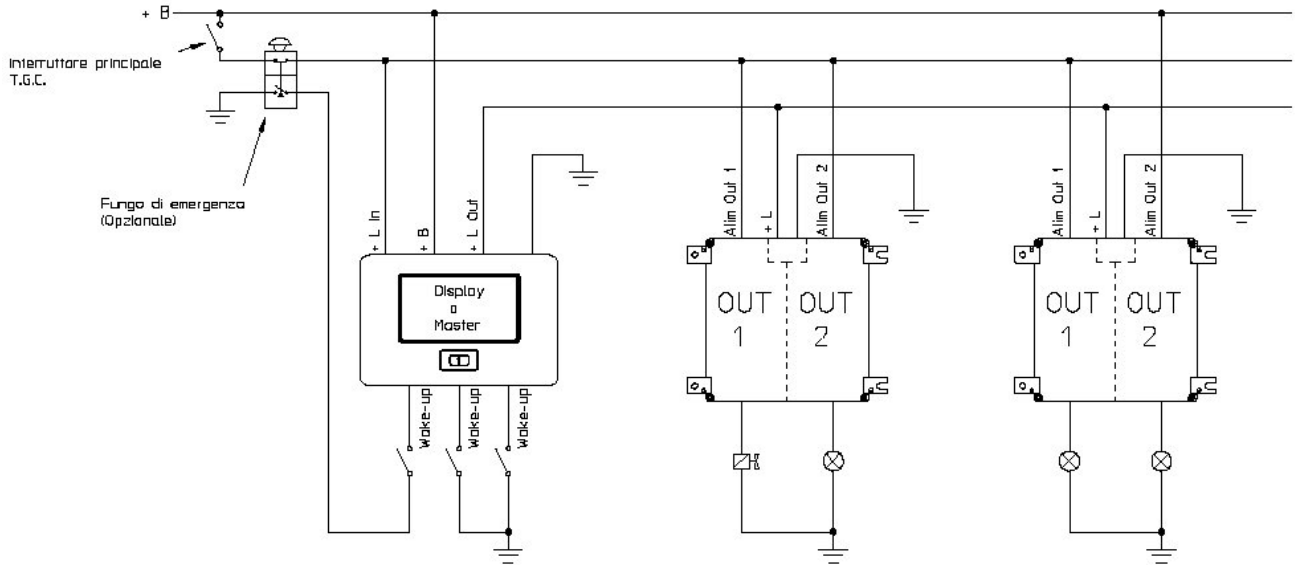 + B
Interruttore principale
T.G.C.
Fungo di emergenza
(Opzionale)
+ L In
+ B
+ L Out
Alim Out 1
+ L
Alim Out 2
Alim Out 1
+ L
Alim Out 2
Display
o
Master
1
OUT
1
OUT
2
OUT
1
OUT
2
Wake-up
Wake-up
Wake-up